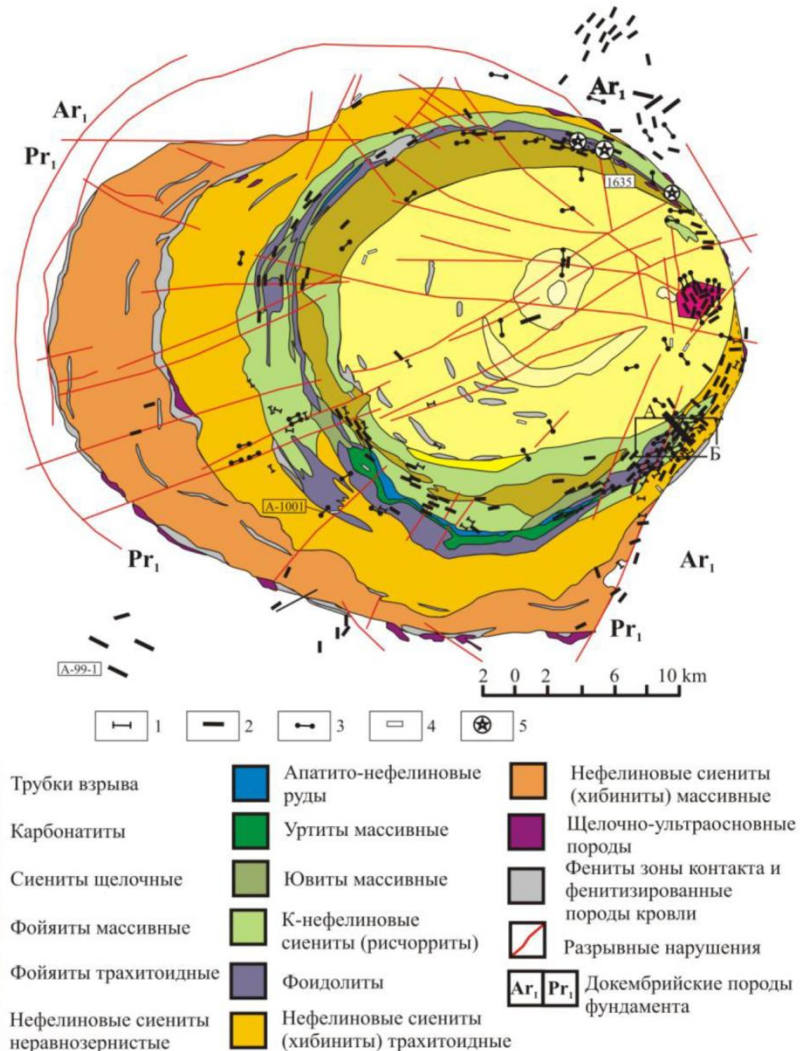 Ar₁
Ar₁
Pr₁
1635
А
Б
А-1001
Pr₁
Ar₁
Pr₁
А-99-1
2 0 2 6 10 km
1 2 3 4 5
Трубки взрыва
Карбонатиты
Сиениты щелочные
Фойяиты массивные
Фойяиты трахитоидные
Нефелиновые сиениты
неравнозернистые
Апатито-нефелиновые
руды
Уртиты массивные
Ювиты массивные
К-нефелиновые
сиениты (рисчорриты)
Фоидолиты
Нефелиновые сиениты
(хибиниты) трахитоидные
Нефелиновые сиениты
(хибиниты) массивные
Щелочно-ультраосновные
породы
Фениты зоны контакта и
фенитизированные
породы кровли
Разрывные нарушения
Ar₁ Pr₁ Докембрийские породы
фундамента